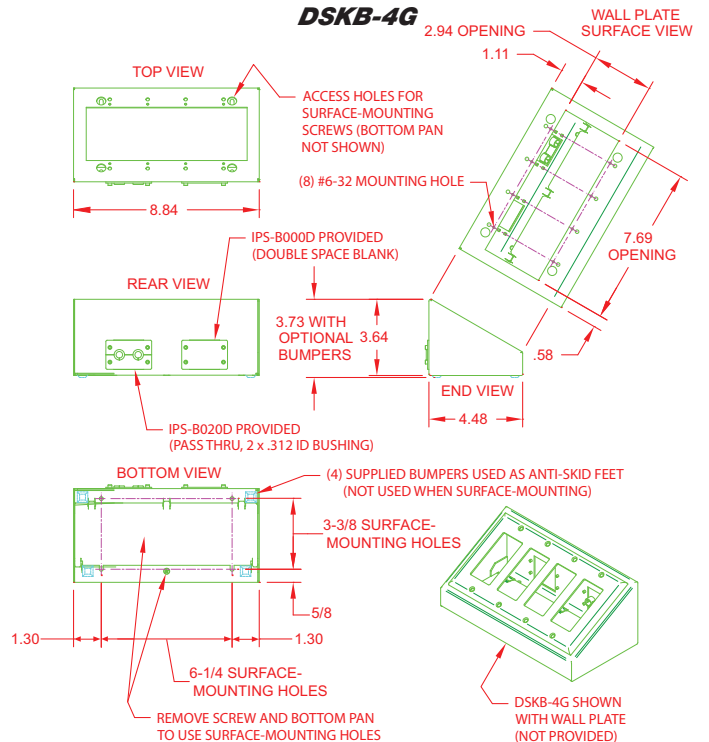 DSKB-4G
WALL PLATE
SURFACE VIEW
2.94 OPENING
1.11
TOP VIEW
ACCESS HOLES FOR
SURFACE-MOUNTING
SCREWS (BOTTOM PAN
NOT SHOWN)
(8) #6-32 MOUNTING HOLE
8.84
7.69
OPENING
IPS-B000D PROVIDED
(DOUBLE SPACE BLANK)
REAR VIEW
3.73 WITH
OPTIONAL
BUMPERS
3.64
.58
END VIEW
4.48
IPS-B020D PROVIDED
(PASS THRU, 2 x .312 ID BUSHING)
BOTTOM VIEW
(4) SUPPLIED BUMPERS USED AS ANTI-SKID FEET
(NOT USED WHEN SURFACE-MOUNTING)
3-3/8 SURFACE-
MOUNTING HOLES
5/8
1.30
1.30
6-1/4 SURFACE-
MOUNTING HOLES
REMOVE SCREW AND BOTTOM PAN
TO USE SURFACE-MOUNTING HOLES
DSKB-4G SHOWN
WITH WALL PLATE
(NOT PROVIDED)